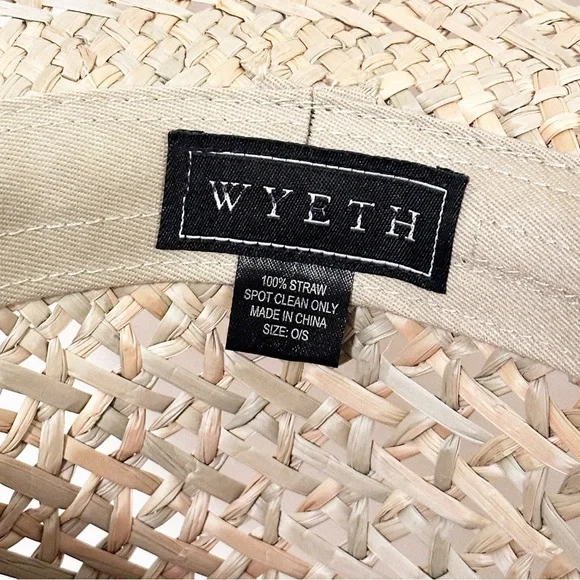 WYETH
100% STRAW
SPOT CLEAN ONLY
MADE IN CHINA
SIZE: O/S